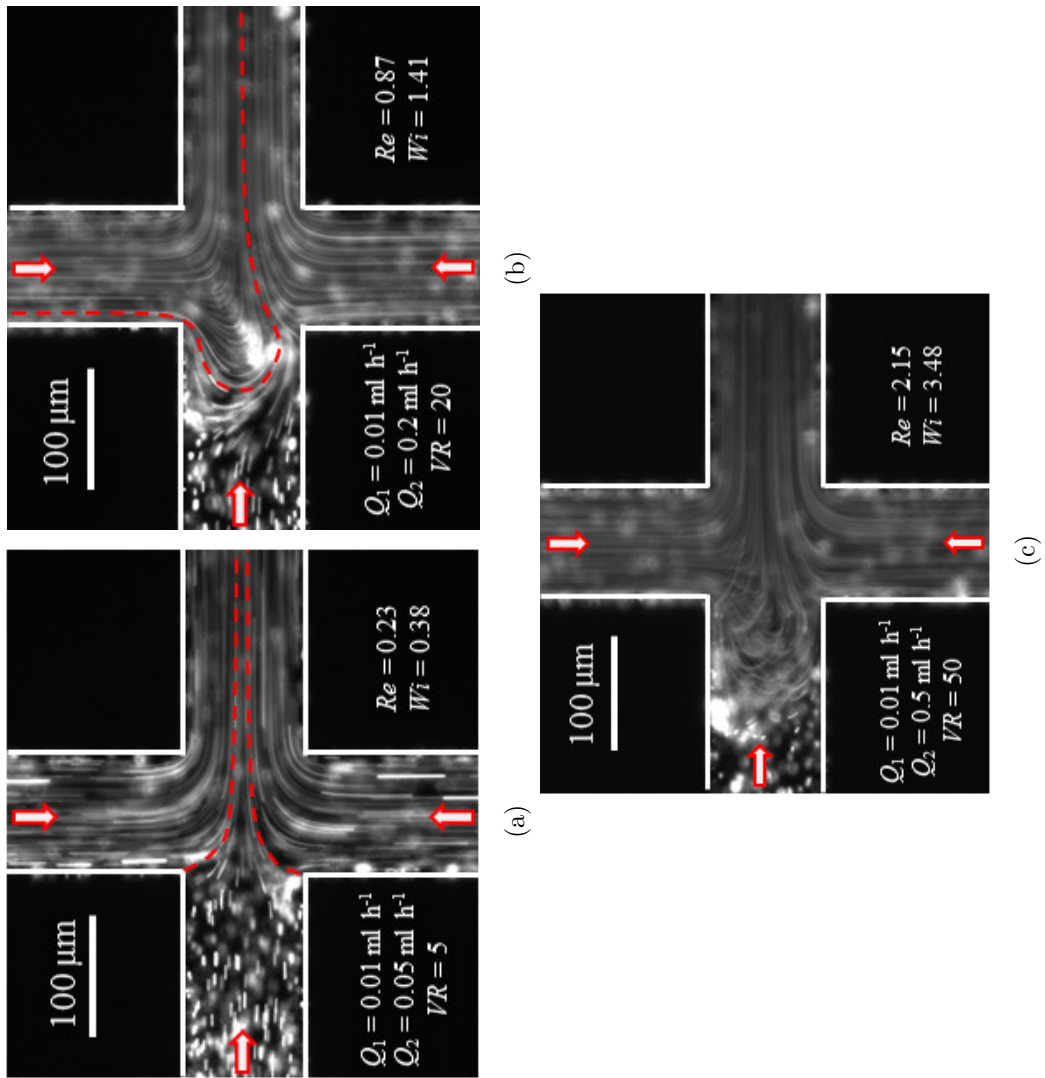 100 μm
Q₁ = 0.01 ml h⁻¹
Q₂ = 0.05 ml h⁻¹
VR = 5
Re = 0.23
Wi = 0.38
(a)
100 μm
Q₁ = 0.01 ml h⁻¹
Q₂ = 0.2 ml h⁻¹
VR = 20
Re = 0.87
Wi = 1.41
(b)
100 μm
Q₁ = 0.01 ml h⁻¹
Q₂ = 0.5 ml h⁻¹
VR = 50
Re = 2.15
Wi = 3.48
(c)